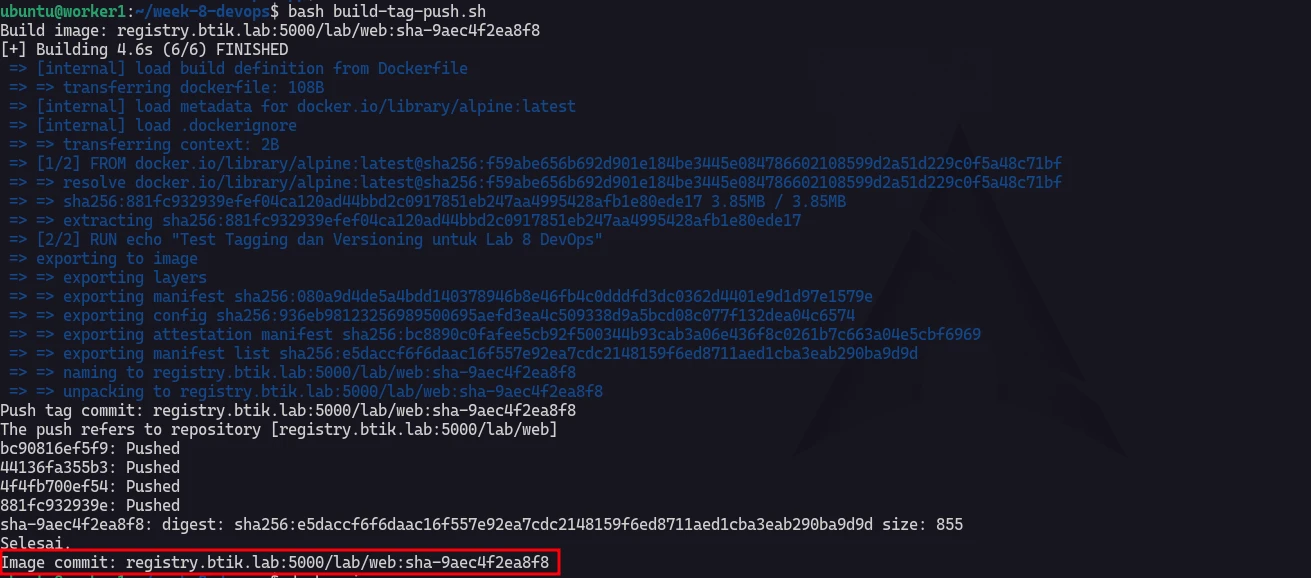 ubuntu@worker1:~/week-8-devops$ bash build-tag-push.sh
Build image: registry.btik.lab:5000/lab/web:sha-9aec4f2ea8f8
[+] Building 4.6s (6/6) FINISHED
=> [internal] load build definition from Dockerfile
=> => transferring dockerfile: 108B
=> [internal] load metadata for docker.io/library/alpine:latest
=> [internal] load .dockerignore
=> => transferring context: 2B
=> [1/2] FROM docker.io/library/alpine:latest@sha256:f59abe656b692d901e184be3445e084786602108599d2a51d229c0f5a48c71bf
=> => resolve docker.io/library/alpine:latest@sha256:f59abe656b692d901e184be3445e084786602108599d2a51d229c0f5a48c71bf
=> => sha256:881fc932939efef04ca120ad44bbd2c0917851eb247aa4995428afb1e80ede17 3.85MB / 3.85MB
=> => extracting sha256:881fc932939efef04ca120ad44bbd2c0917851eb247aa4995428afb1e80ede17
=> [2/2] RUN echo "Test Tagging dan Versioning untuk Lab 8 DevOps"
=> exporting to image
=> => exporting layers
=> => exporting manifest sha256:080a9d4de5a4bdd140378946b8e46fb4c0dddfd3dc0362d4401e9d1d97e1579e
=> => exporting config sha256:936eb98123256989500695aefd3ea4c509338d9a5bcd08c077f132dea04c6574
=> => exporting attestation manifest sha256:bc8890c0fafee5cb92f500344b93cab3a06e436f8c0261b7c663a04e5cbf6969
=> => exporting manifest list sha256:e5daccf6f6daac16f557e92ea7cdc2148159f6ed8711aed1cba3eab290ba9d9d
=> => naming to registry.btik.lab:5000/lab/web:sha-9aec4f2ea8f8
=> => unpacking to registry.btik.lab:5000/lab/web:sha-9aec4f2ea8f8
Push tag commit: registry.btik.lab:5000/lab/web:sha-9aec4f2ea8f8
The push refers to repository [registry.btik.lab:5000/lab/web]
bc90816ef5f9: Pushed
44136fa355b3: Pushed
4f4fb700ef54: Pushed
881fc932939e: Pushed
sha-9aec4f2ea8f8: digest: sha256:e5daccf6f6daac16f557e92ea7cdc2148159f6ed8711aed1cba3eab290ba9d9d size: 855
Selesai.
Image commit: registry.btik.lab:5000/lab/web:sha-9aec4f2ea8f8